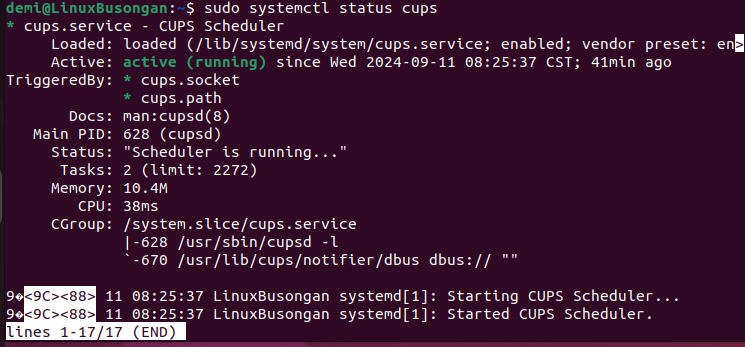 demi@LinuxBusongan:~$ sudo systemctl status cups
* cups.service - CUPS Scheduler
     Loaded: loaded (/lib/systemd/system/cups.service; enabled; vendor preset: en>
     Active: active (running) since Wed 2024-09-11 08:25:37 CST; 41min ago
TriggeredBy: * cups.socket
             * cups.path
       Docs: man:cupsd(8)
   Main PID: 628 (cupsd)
     Status: "Scheduler is running..."
      Tasks: 2 (limit: 2272)
     Memory: 10.4M
        CPU: 38ms
     CGroup: /system.slice/cups.service
             |-628 /usr/sbin/cupsd -l
             `-670 /usr/lib/cups/notifier/dbus dbus:// ""

9�<9C><88> 11 08:25:37 LinuxBusongan systemd[1]: Starting CUPS Scheduler...
9�<9C><88> 11 08:25:37 LinuxBusongan systemd[1]: Started CUPS Scheduler.
lines 1-17/17 (END)